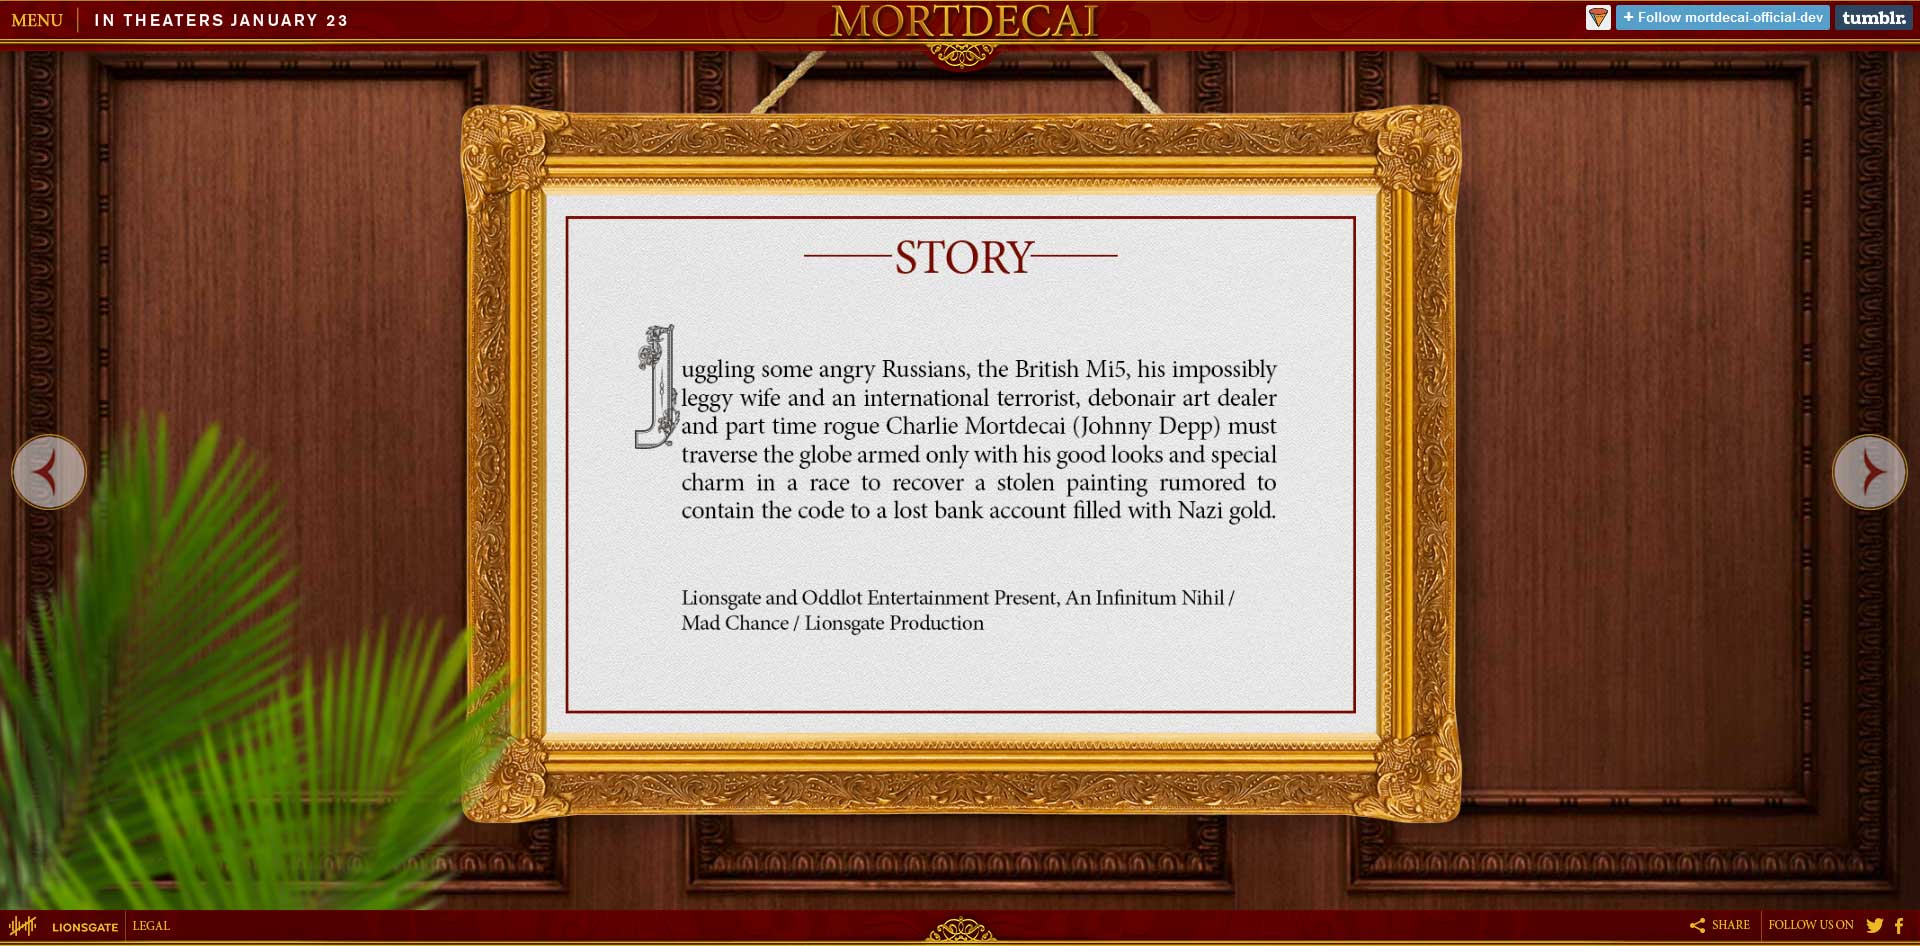 MENU
IN THEATERS JANUARY 23
MORTDECAI
+ Follow mortdecai-official-dev
tumblr.
STORY
Juggling some angry Russians, the British Mi5, his impossibly
leggy wife and an international terrorist, debonair art dealer
and part time rogue Charlie Mortdecai (Johnny Depp) must
traverse the globe armed only with his good looks and special
charm in a race to recover a stolen painting rumored to
contain the code to a lost bank account filled with Nazi gold.
Lionsgate and Oddlot Entertainment Present, An Infinitum Nihil /
Mad Chance / Lionsgate Production
LIONSGATE
LEGAL
SHARE
FOLLOW US ON